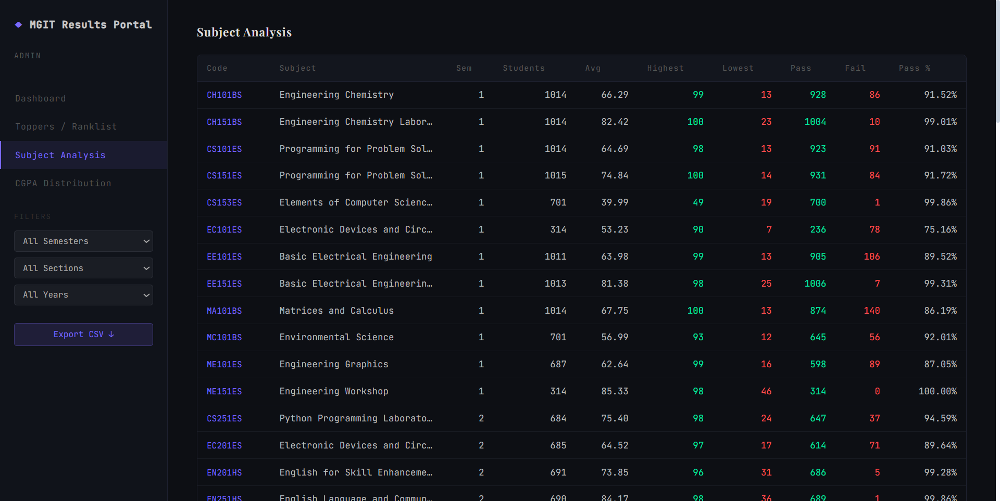 ◆ MGIT Results Portal
ADMIN
Dashboard
Toppers / Ranklist
Subject Analysis
CGPA Distribution
FILTERS
All Semesters
All Sections
All Years
Export CSV ↓
Subject Analysis
Code Subject Sem Students Avg Highest Lowest Pass Fail Pass %
CH101BS Engineering Chemistry 1 1014 66.29 99 13 928 86 91.52%
CH151BS Engineering Chemistry Labor… 1 1014 82.42 100 23 1004 10 99.01%
CS101ES Programming for Problem Sol… 1 1014 64.69 98 13 923 91 91.03%
CS151ES Programming for Problem Sol… 1 1015 74.84 100 14 931 84 91.72%
CS153ES Elements of Computer Scienc… 1 701 39.99 49 19 700 1 99.86%
EC101ES Electronic Devices and Circ… 1 314 53.23 90 7 236 78 75.16%
EE101ES Basic Electrical Engineering 1 1011 63.98 99 13 905 106 89.52%
EE151ES Basic Electrical Engineerin… 1 1013 81.38 98 25 1006 7 99.31%
MA101BS Matrices and Calculus 1 1014 67.75 100 13 874 140 86.19%
MC101BS Environmental Science 1 701 56.99 93 12 645 56 92.01%
ME101ES Engineering Graphics 1 687 62.64 99 16 598 89 87.05%
ME151ES Engineering Workshop 1 314 85.33 98 46 314 0 100.00%
CS251ES Python Programming Laborato… 2 684 75.40 98 24 647 37 94.59%
EC201ES Electronic Devices and Circ… 2 685 64.52 97 17 614 71 89.64%
EN201HS English for Skill Enhanceme… 2 691 73.85 96 31 686 5 99.28%
EN251HS English Language and Commun… 2 690 84.17 98 36 689 1 99.86%